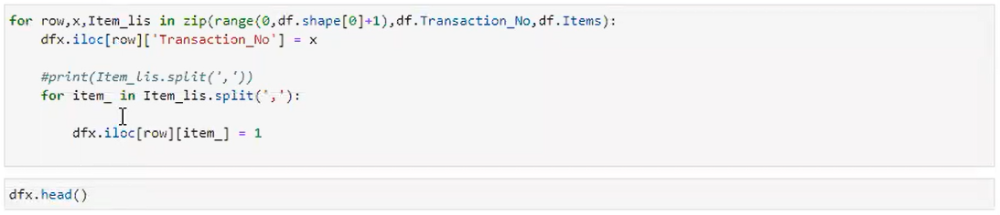 for row,x,Item_lis in zip(range(0,df.shape[0]+1),df.Transaction_No,df.Items):
    dfx.iloc[row]['Transaction_No'] = x
    #print(Item_lis.split(','))
    for item_ in Item_lis.split(','):
        dfx.iloc[row][item_] = 1
dfx.head()